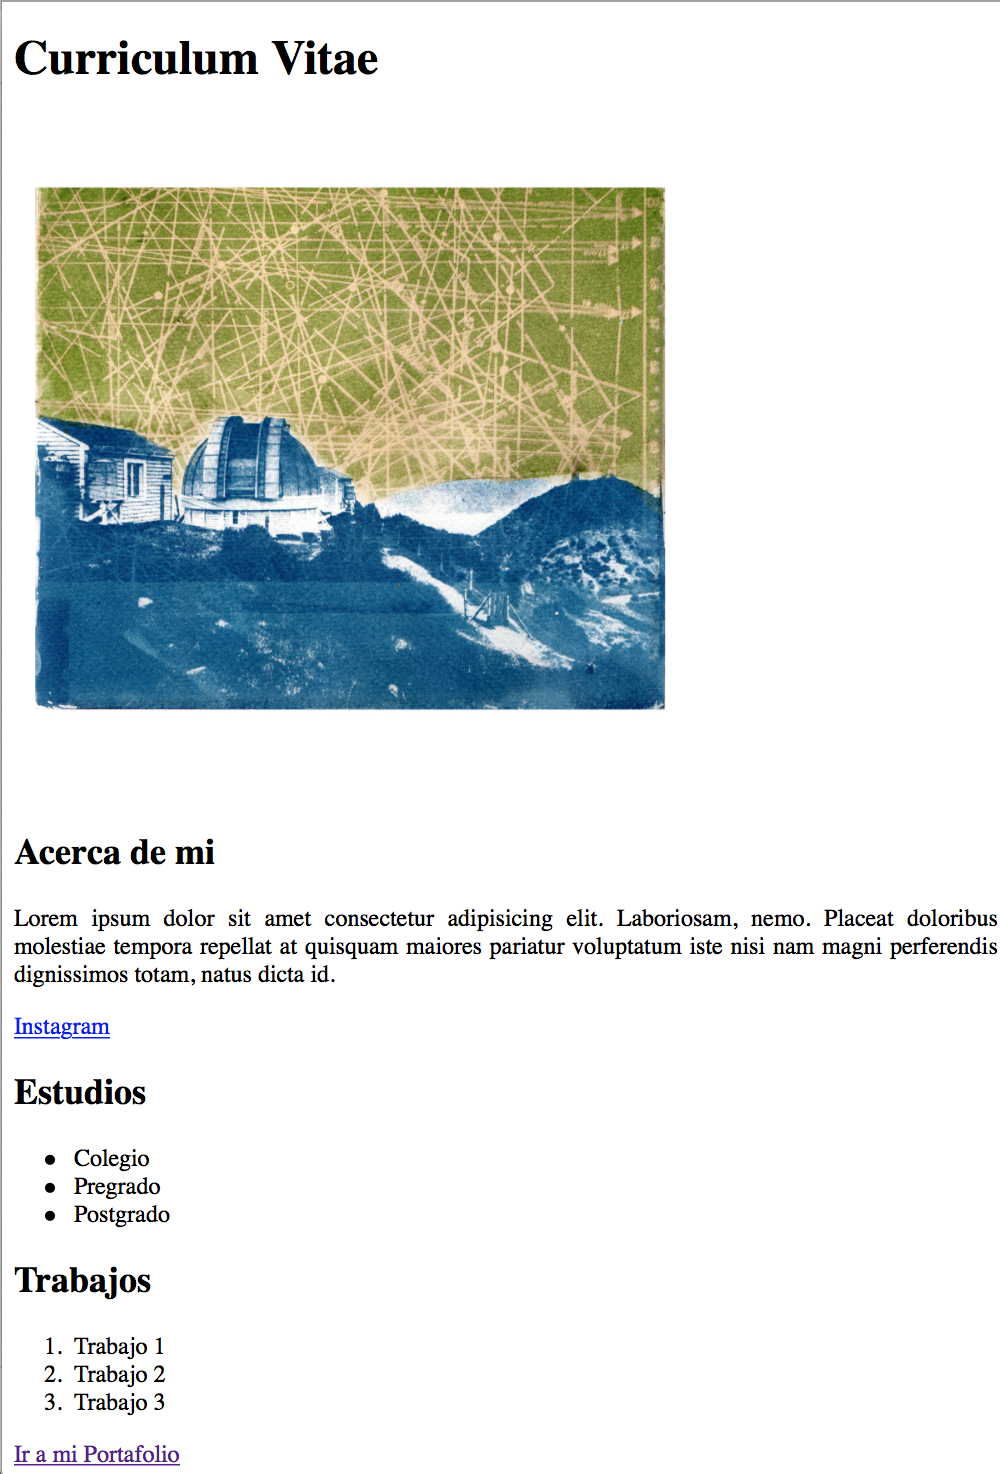 Curriculum Vitae
Acerca de mi
Lorem ipsum dolor sit amet consectetur adipisicing elit. Laboriosam, nemo. Placeat doloribus
molestiae tempora repellat at quisquam maiores pariatur voluptatum iste nisi nam magni perferendis
dignissimos totam, natus dicta id.
Instagram
Estudios
• Colegio
• Pregrado
• Postgrado
Trabajos
1. Trabajo 1
2. Trabajo 2
3. Trabajo 3
Ir a mi Portafolio